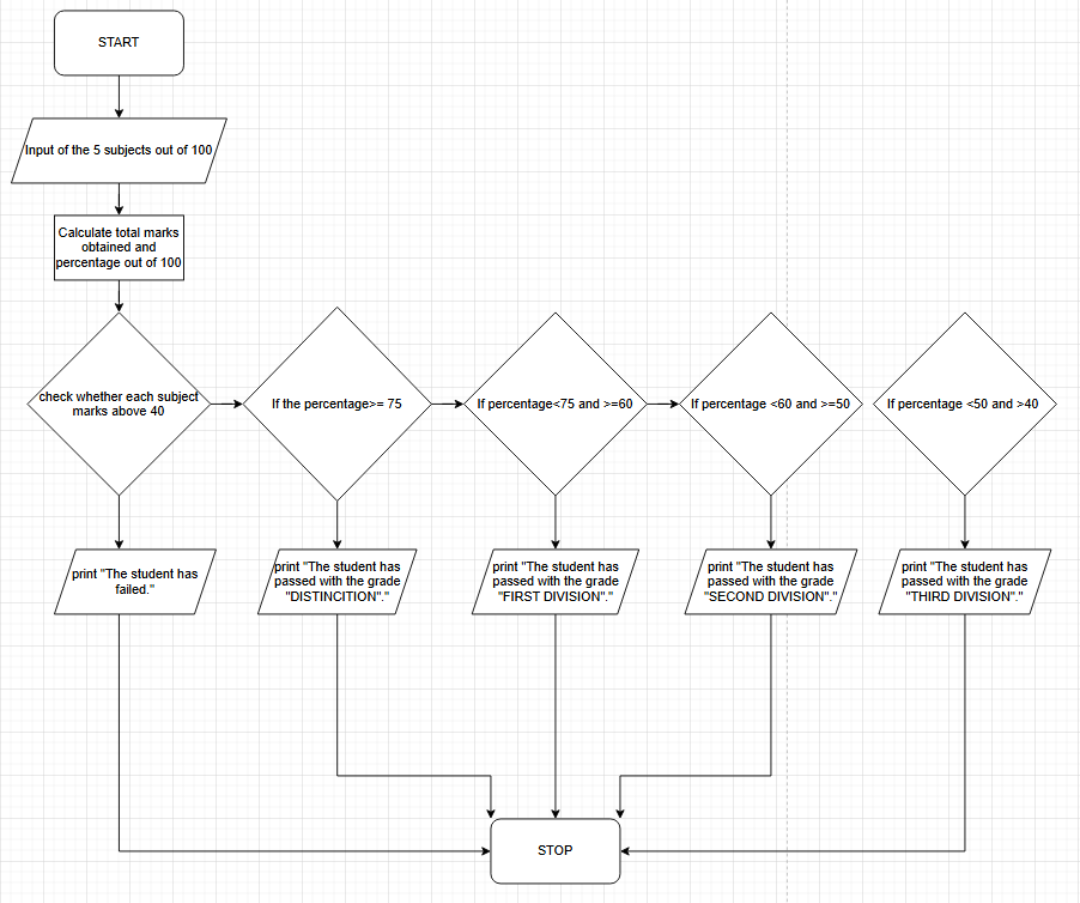 START
Input of the 5 subjects out of 100
Calculate total marks
obtained and
percentage out of 100
check whether each subject
marks above 40
If the percentage>= 75
If percentage<75 and >=60
If percentage <60 and >=50
If percentage <50 and >40
print "The student has
failed."
print "The student has
passed with the grade
"DISTINCITION"."
print "The student has
passed with the grade
"FIRST DIVISION"."
print "The student has
passed with the grade
"SECOND DIVISION"."
print "The student has
passed with the grade
"THIRD DIVISION"."
STOP